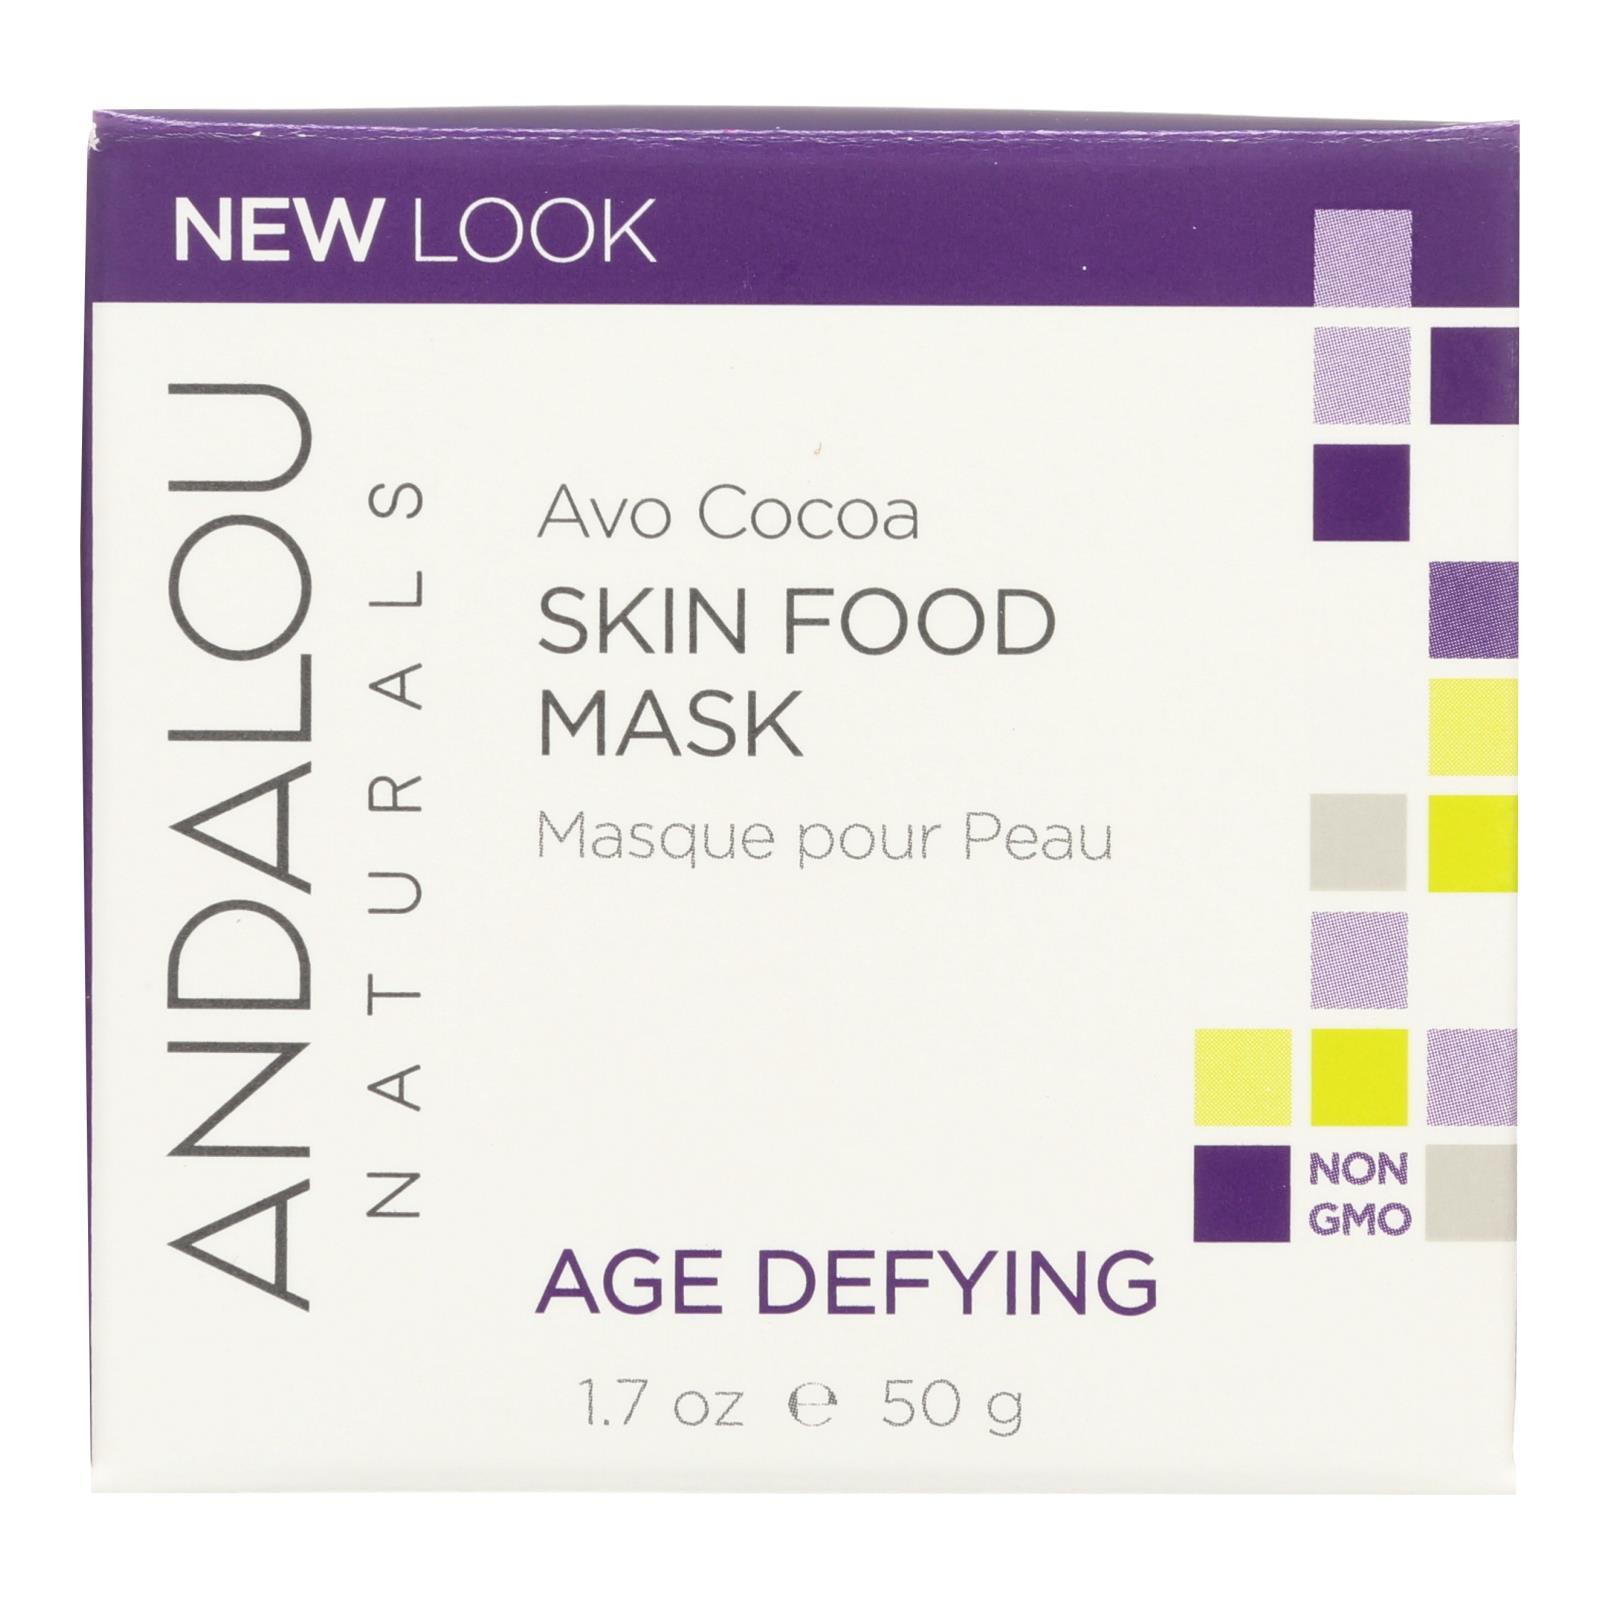 NEW LOOK
ANDALOU
NATURALS
Avo Cocoa
SKIN FOOD
MASK
Masque pour Peau
NON
GMO
AGE DEFYING
1.7 oz ℮ 50 g